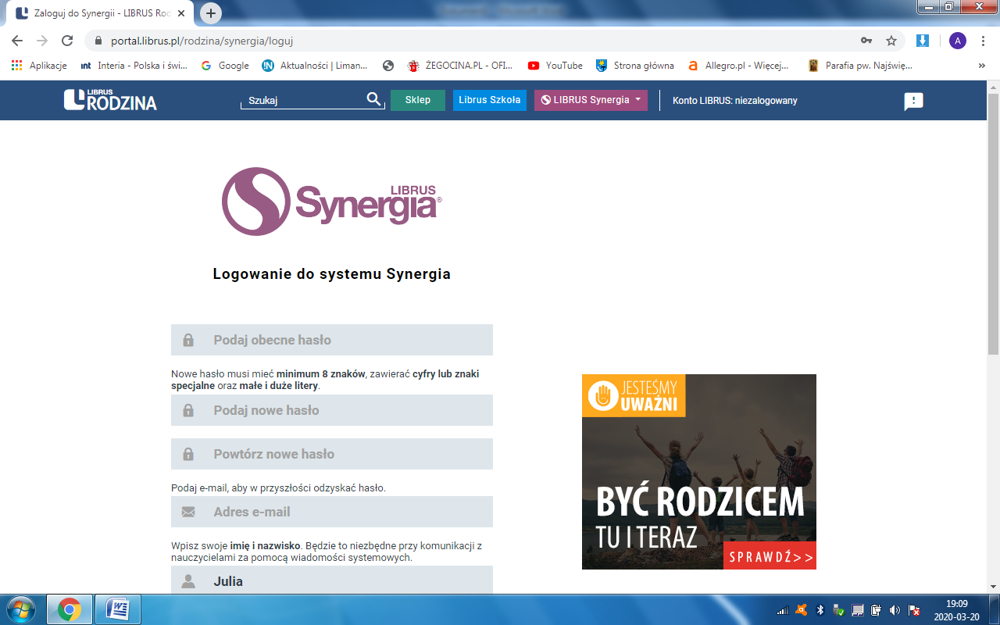 Zaloguj do Synergii - LIBRUS Rod
portal.librus.pl/rodzina/synergia/loguj
A
Aplikacje
int Interia - Polska i świ...
Google
Aktualności | Liman...
ŻEGOCINA.PL - OFI...
YouTube
Strona główna
a Allegro.pl - Więcej...
Parafia pw. Najświę...
»
LIBRUS
RODZINA
Szukaj
Sklep
Librus Szkoła
LIBRUS Synergia
Konto LIBRUS: niezalogowany
LIBRUS
Synergia®
Logowanie do systemu Synergia
Podaj obecne hasło
Nowe hasło musi mieć minimum 8 znaków, zawierać cyfry lub znaki
specjalne oraz małe i duże litery.
Podaj nowe hasło
Powtórz nowe hasło
Podaj e-mail, aby w przyszłości odzyskać hasło.
Adres e-mail
Wpisz swoje imię i nazwisko. Będzie to niezbędne przy komunikacji z
nauczycielami za pomocą wiadomości systemowych.
Julia
JESTEŚMY
UWAŻNI
BYĆ RODZICEM
TU I TERAZ
SPRAWDŹ>>
19:09
2020-03-20